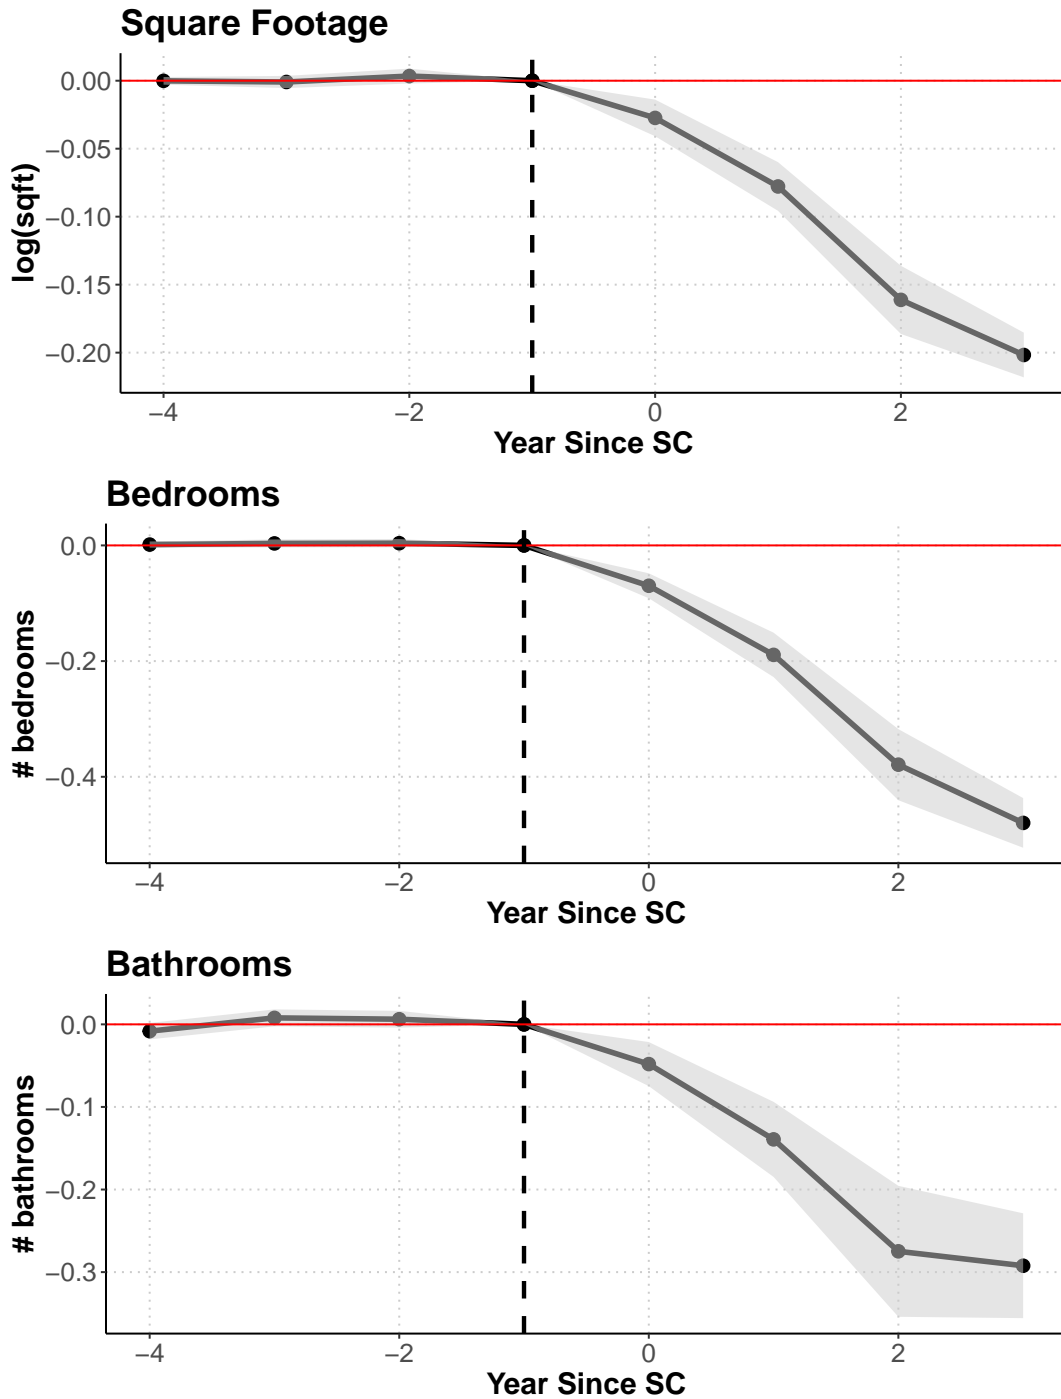 Square Footage
log(sqft)
0.00
−0.05
−0.10
−0.15
−0.20
−4
−2
0
2
Year Since SC
Bedrooms
# bedrooms
0.0
−0.2
−0.4
−4
−2
0
2
Year Since SC
Bathrooms
# bathrooms
0.0
−0.1
−0.2
−0.3
−4
−2
0
2
Year Since SC